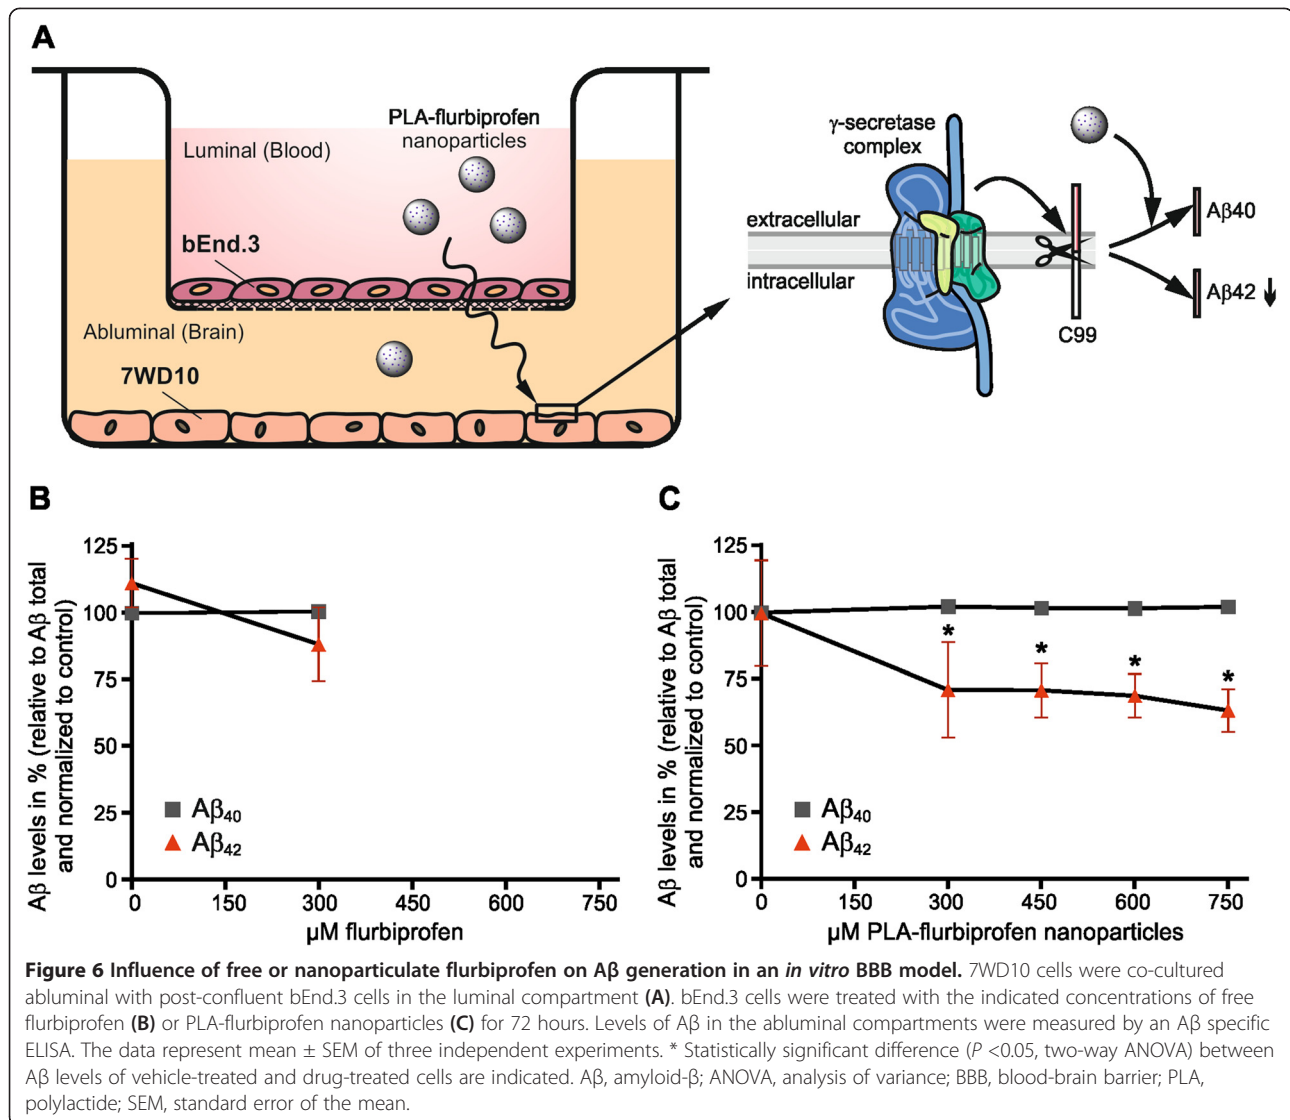 A
PLA-flurbiprofen
nanoparticles
Luminal (Blood)
bEnd.3
Abluminal (Brain)
7WD10
γ-secretase
complex
extracellular
intracellular
C99
Aβ40
Aβ42
B
Aβ levels in % (relative to Aβ total
and normalized to control)
125
100
75
50
25
0
Aβ40
Aβ42
0 150 300 450 600 750
µM flurbiprofen
C
Aβ levels in % (relative to Aβ total
and normalized to control)
125
100
75
50
25
0
* * * *
Aβ40
Aβ42
0 150 300 450 600 750
µM PLA-flurbiprofen nanoparticles
Figure 6 Influence of free or nanoparticulate flurbiprofen on Aβ generation in an in vitro BBB model. 7WD10 cells were co-cultured
abluminal with post-confluent bEnd.3 cells in the luminal compartment (A). bEnd.3 cells were treated with the indicated concentrations of free
flurbiprofen (B) or PLA-flurbiprofen nanoparticles (C) for 72 hours. Levels of Aβ in the abluminal compartments were measured by an Aβ specific
ELISA. The data represent mean ± SEM of three independent experiments. * Statistically significant difference (P <0.05, two-way ANOVA) between
Aβ levels of vehicle-treated and drug-treated cells are indicated. Aβ, amyloid-β; ANOVA, analysis of variance; BBB, blood-brain barrier; PLA,
polylactide; SEM, standard error of the mean.